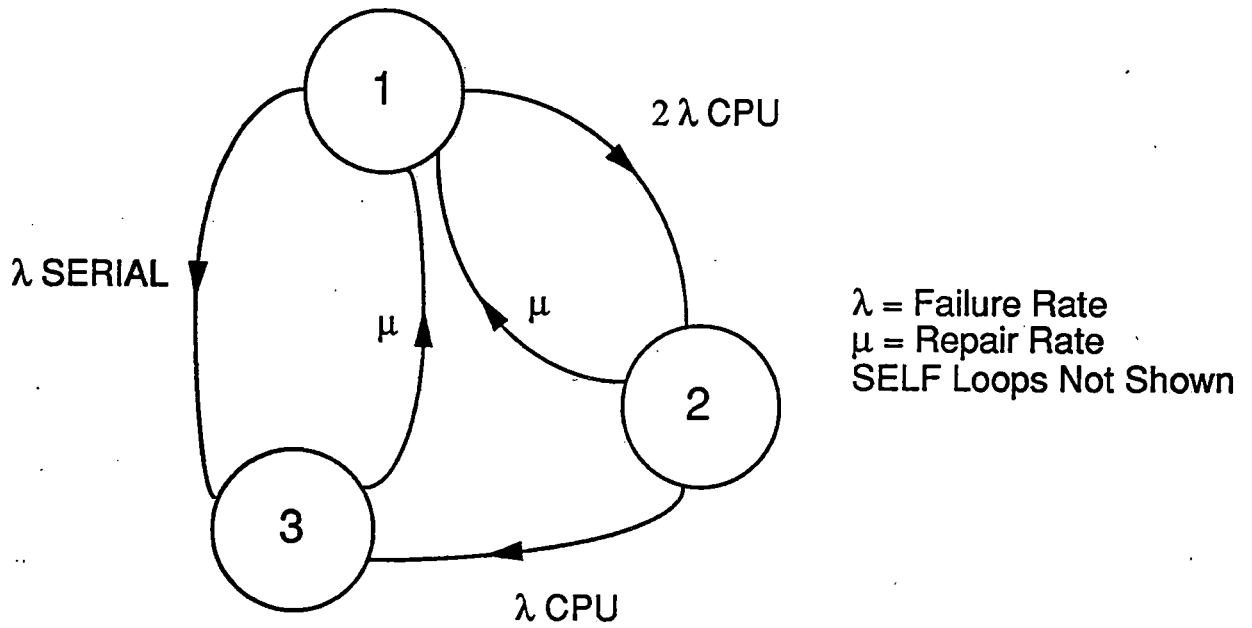 1
2 λ CPU
λ SERIAL
μ
μ
λ = Failure Rate
μ = Repair Rate
SELF Loops Not Shown
2
3
λ CPU